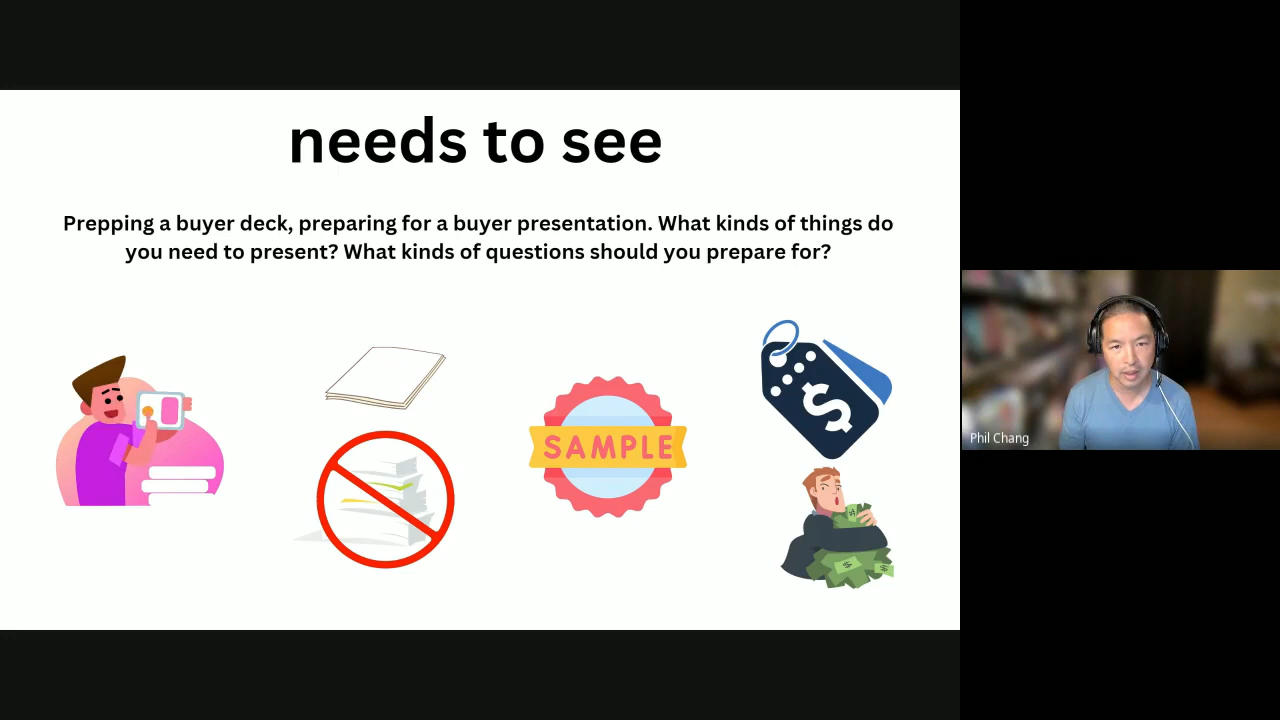 needs to see
Prepping a buyer deck, preparing for a buyer presentation. What kinds of things do
you need to present? What kinds of questions should you prepare for?
SAMPLE
$
$
$
$
Phil Chang